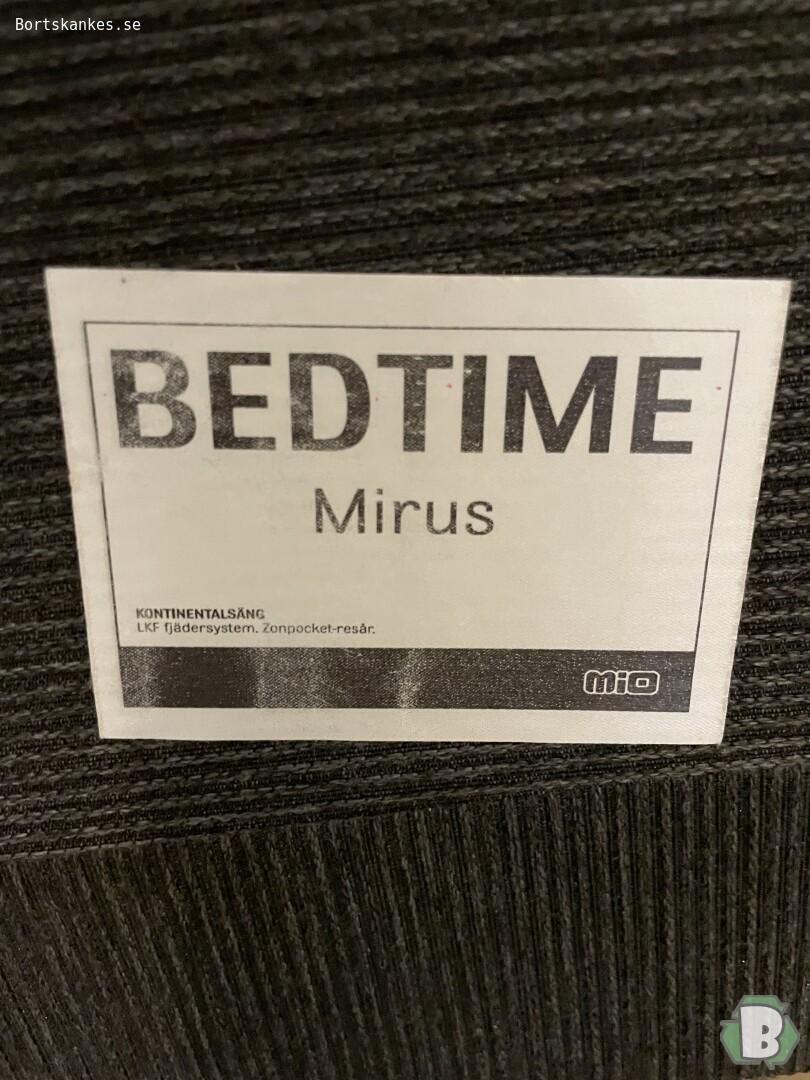 Bortskankes.se
BEDTIME
Mirus
KONTINENTALSÄNG
LKF fjädersystem. Zonpocket-resår.
MiO
B